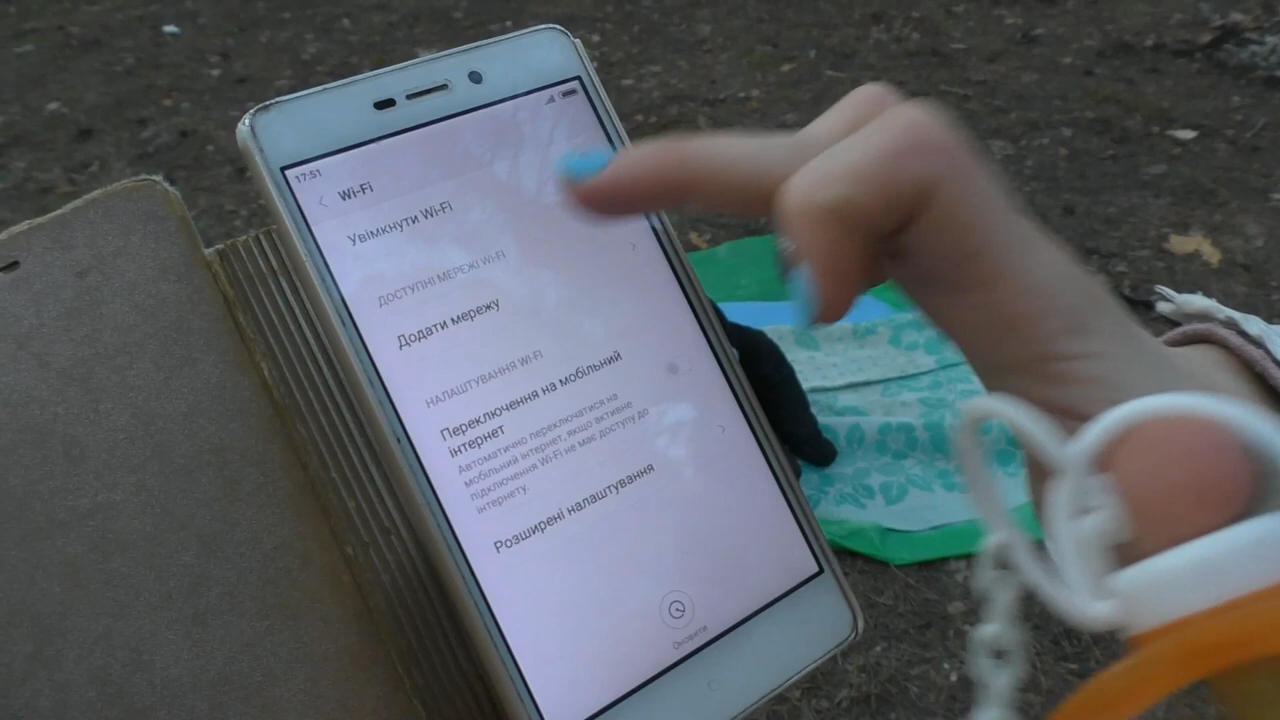 17:51
Wi-Fi
Увімкнути Wi-Fi
ДОСТУПНІ МЕРЕЖІ WI-FI
Додати мережу
НАЛАШТУВАННЯ WI-FI
Переключення на мобільний
інтернет
Автоматично переключатися на
мобільний інтернет, якщо активне
підключення Wi-Fi не має доступу до
інтернету.
Розширені налаштування
Оновити